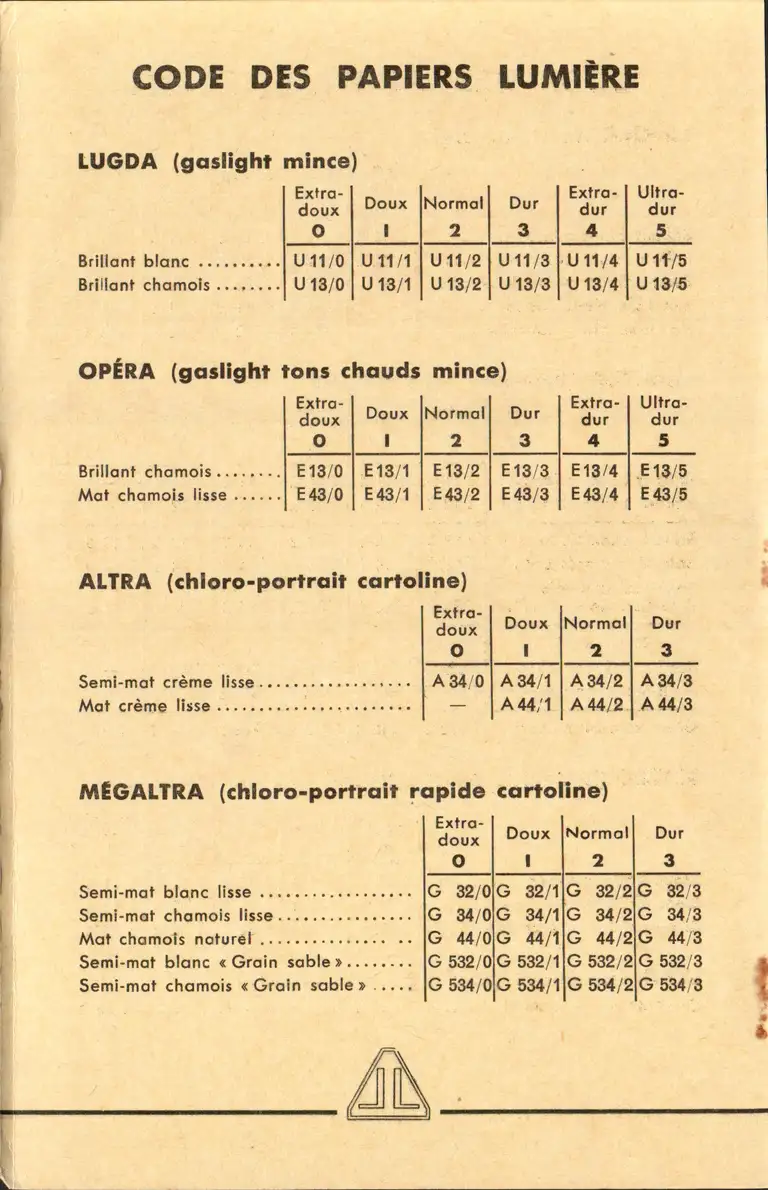 CODE DES PAPIERS LUMIÈRE
LUGDA (gaslight mince)
Extra-doux 0 Doux 1 Normal 2 Dur 3 Extra-dur 4 Ultra-dur 5
Brillant blanc .......... U 11/0 U 11/1 U 11/2 U 11/3 U 11/4 U 11/5
Brillant chamois ........ U 13/0 U 13/1 U 13/2 U 13/3 U 13/4 U 13/5
OPÉRA (gaslight tons chauds mince)
Extra-doux 0 Doux 1 Normal 2 Dur 3 Extra-dur 4 Ultra-dur 5
Brillant chamois ........ E 13/0 E 13/1 E 13/2 E 13/3 E 13/4 E 13/5
Mat chamois lisse ...... E 43/0 E 43/1 E 43/2 E 43/3 E 43/4 E 43/5
ALTRA (chloro-portrait cartoline)
Extra-doux 0 Doux 1 Normal 2 Dur 3
Semi-mat crème lisse .................. A 34/0 A 34/1 A 34/2 A 34/3
Mat crème lisse ....................... — A 44/1 A 44/2 A 44/3
MÉGALTRA (chloro-portrait rapide cartoline)
Extra-doux 0 Doux 1 Normal 2 Dur 3
Semi-mat blanc lisse .................. G 32/0 G 32/1 G 32/2 G 32/3
Semi-mat chamois lisse ................ G 34/0 G 34/1 G 34/2 G 34/3
Mat chamois naturel ............... .. G 44/0 G 44/1 G 44/2 G 44/3
Semi-mat blanc « Grain sable » ........ G 532/0 G 532/1 G 532/2 G 532/3
Semi-mat chamois « Grain sable » ..... G 534/0 G 534/1 G 534/2 G 534/3
JL